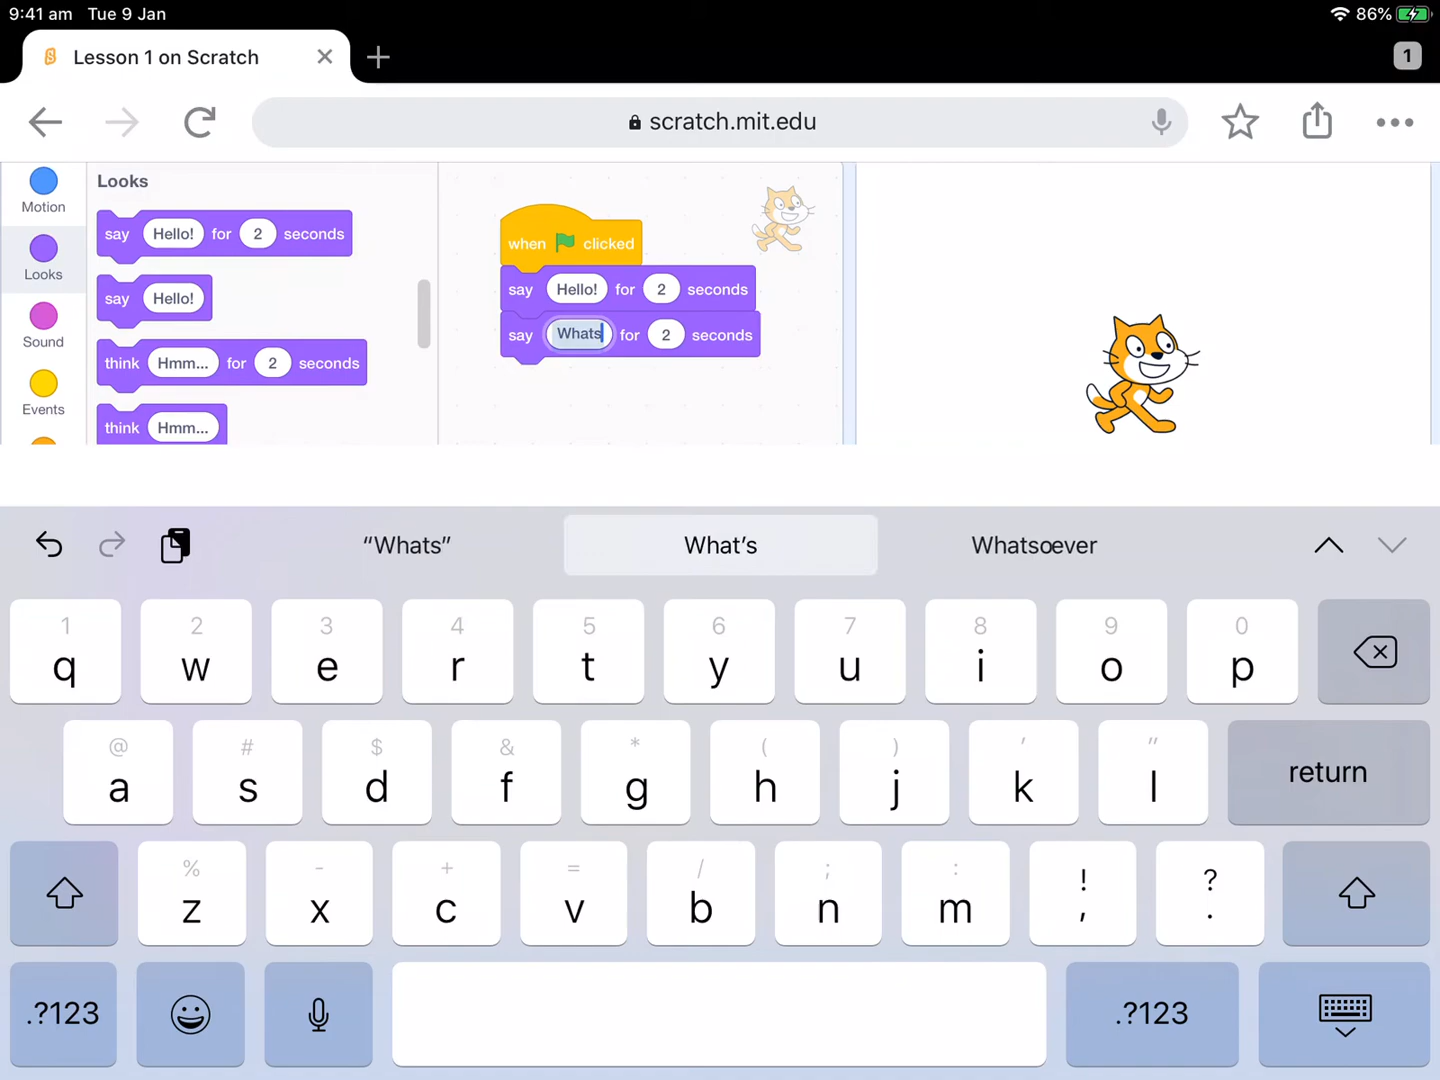 9:41 am Tue 9 Jan 86%
Lesson 1 on Scratch 1
scratch.mit.edu
Motion
Looks
Sound
Events
Looks
say Hello! for 2 seconds
say Hello!
think Hmm... for 2 seconds
think Hmm...
when clicked
say Hello! for 2 seconds
say Whats for 2 seconds
“Whats” What’s Whatsoever
1 2 3 4 5 6 7 8 9 0
q w e r t y u i o p
@ # $ & * ( ) ' "
a s d f g h j k l return
% - + = / ; : ! ?
z x c v b n m , .
.?123 .?123